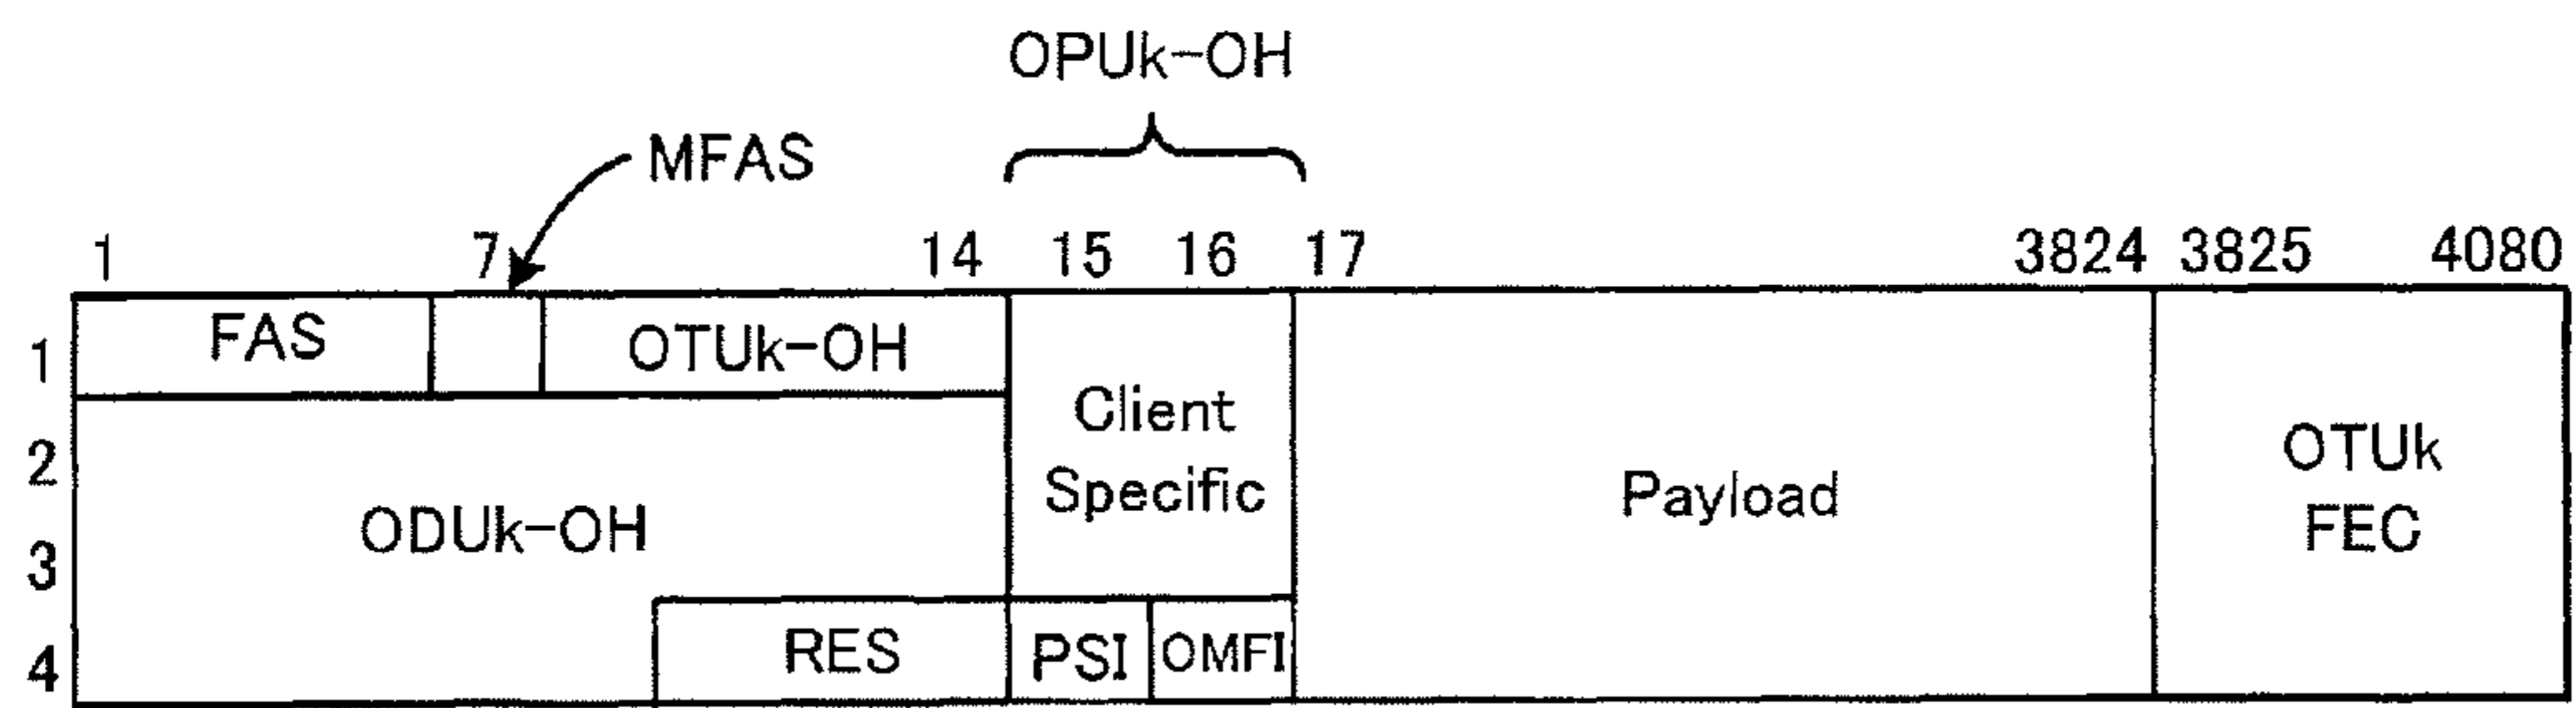 OPUk-OH
MFAS
1 7 14 15 16 17 3824 3825 4080
1 FAS OTUk-OH
Client
Specific
2
ODUk-OH
3
Payload
OTUk
FEC
4 RES PSI OMFI